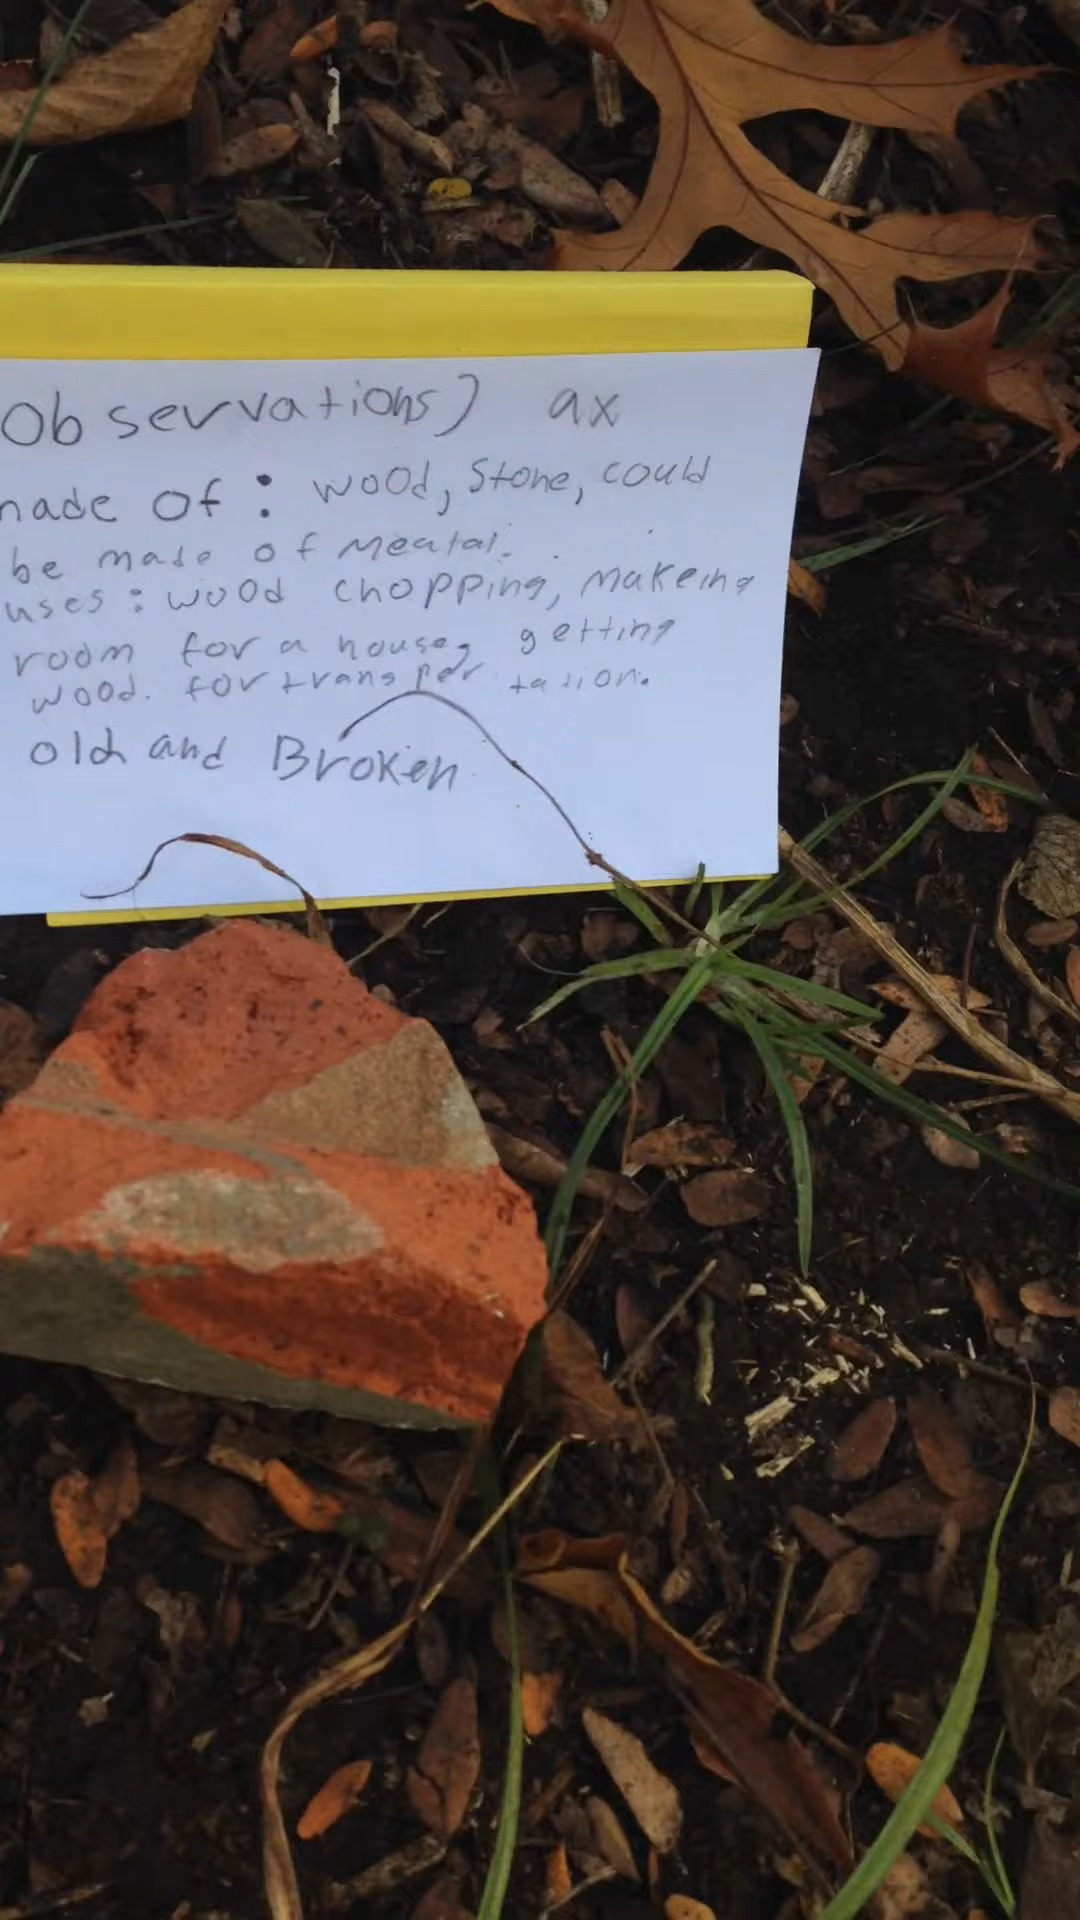 Observations) ax
made of: wood, Stone, could
be made of Meatal.
uses: wood chopping, makeing
room for a house, getting
wood. for transpertation.
old and Broken